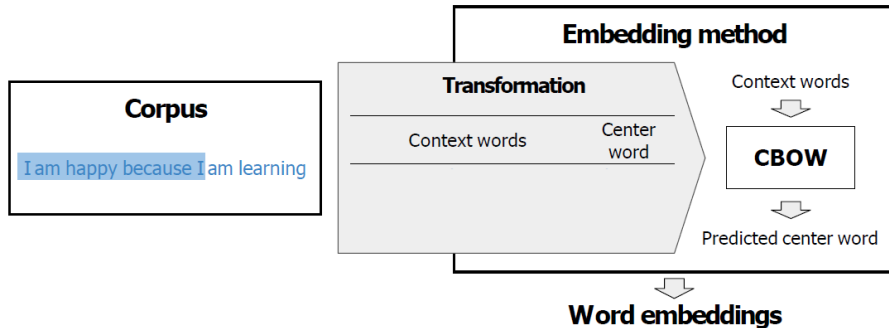 Corpus
I am happy because I am learning
Transformation
Context words
Center
word
Embedding method
Context words
CBOW
Predicted center word
Word embeddings